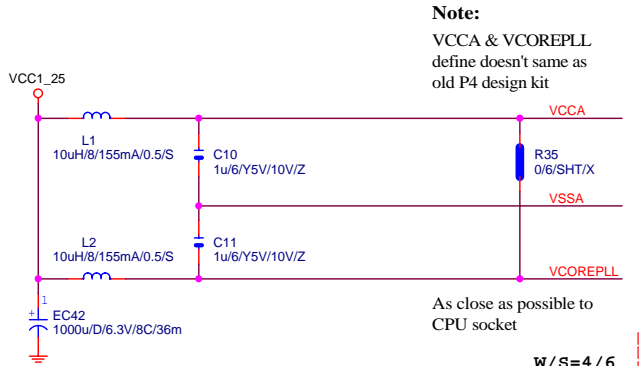 Note:
VCCA & VCOREPLL
define doesn't same as
old P4 design kit
VCC1_25
VCCA
L1
10uH/8/155mA/0.5/S
C10
1u/6/Y5V/10V/Z
R35
0/6/SHT/X
VSSA
L2
10uH/8/155mA/0.5/S
C11
1u/6/Y5V/10V/Z
VCOREPLL
1
+
EC42
1000u/D/6.3V/8C/36m
As close as possible to
CPU socket
W/S=4/6